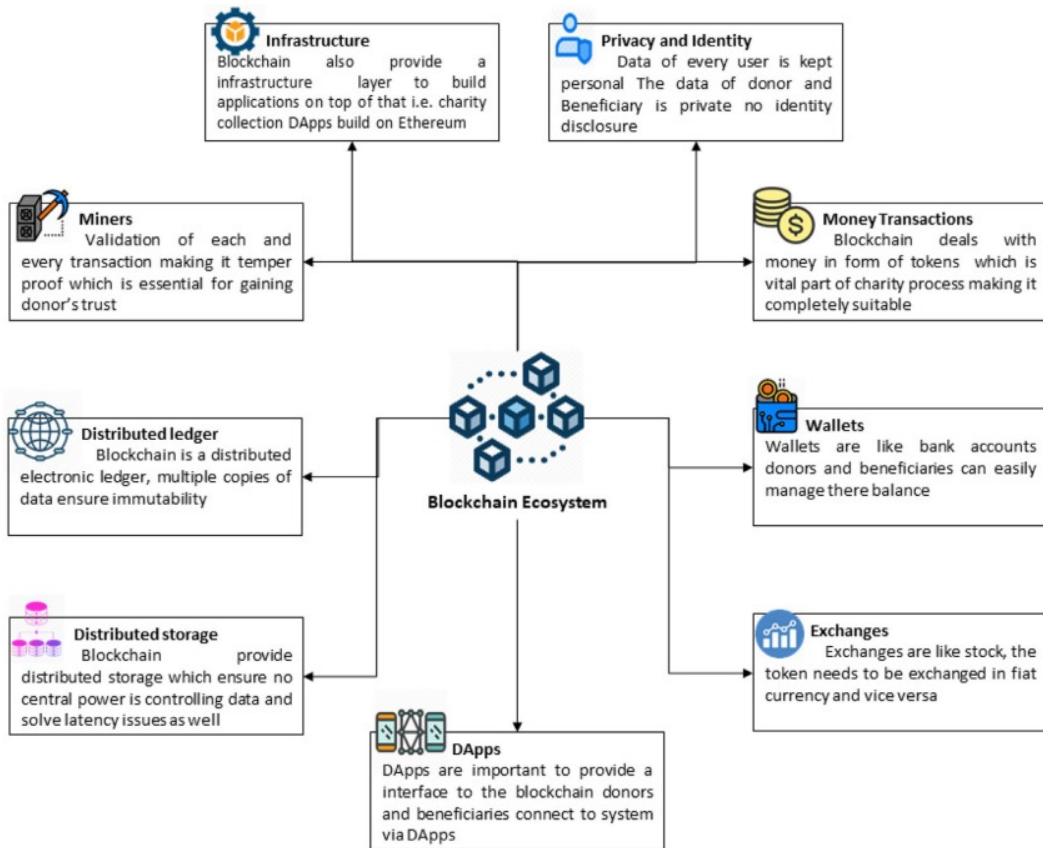 Infrastructure
Blockchain also provide a
infrastructure layer to build
applications on top of that i.e. charity
collection DApps build on Ethereum
Privacy and Identity
Data of every user is kept
personal The data of donor and
Beneficiary is private no identity
disclosure
Miners
Validation of each and
every transaction making it temper
proof which is essential for gaining
donor's trust
Money Transactions
Blockchain deals with
money in form of tokens which is
vital part of charity process making it
completely suitable
Distributed ledger
Blockchain is a distributed
electronic ledger, multiple copies of
data ensure immutability
Blockchain Ecosystem
Wallets
Wallets are like bank accounts
donors and beneficiaries can easily
manage there balance
Distributed storage
Blockchain provide
distributed storage which ensure no
central power is controlling data and
solve latency issues as well
Exchanges
Exchanges are like stock, the
token needs to be exchanged in fiat
currency and vice versa
DApps
DApps are important to provide a
interface to the blockchain donors
and beneficiaries connect to system
via DApps